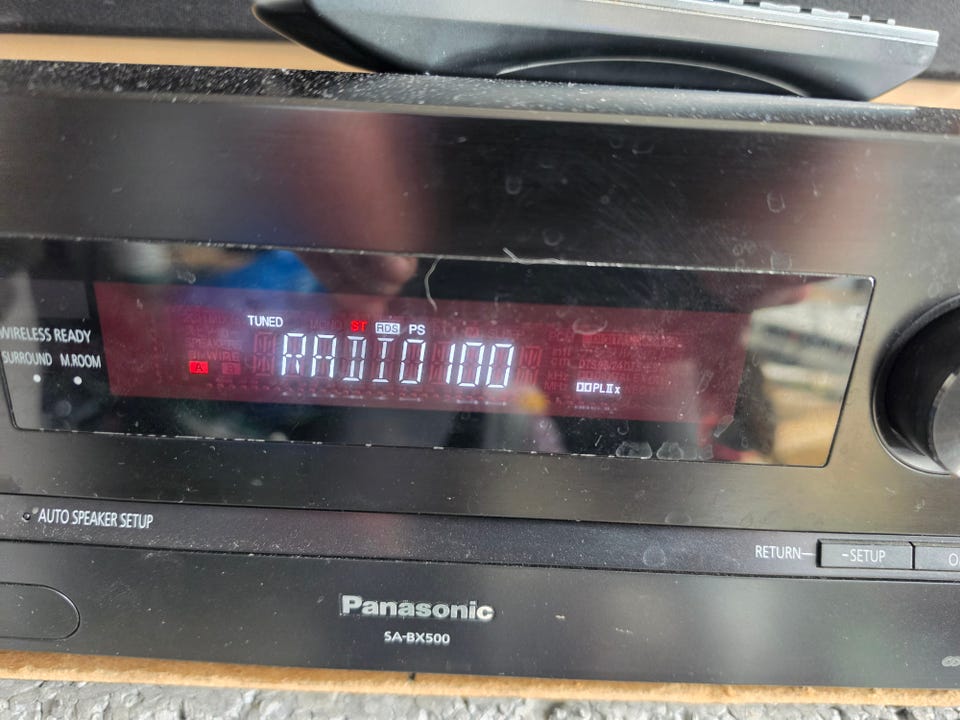 TUNED ST RDS PS
WIRELESS READY
SURROUND M.ROOM
A
RADIO 100
PLIIx
AUTO SPEAKER SETUP
RETURN
-SETUP
Panasonic
SA-BX500